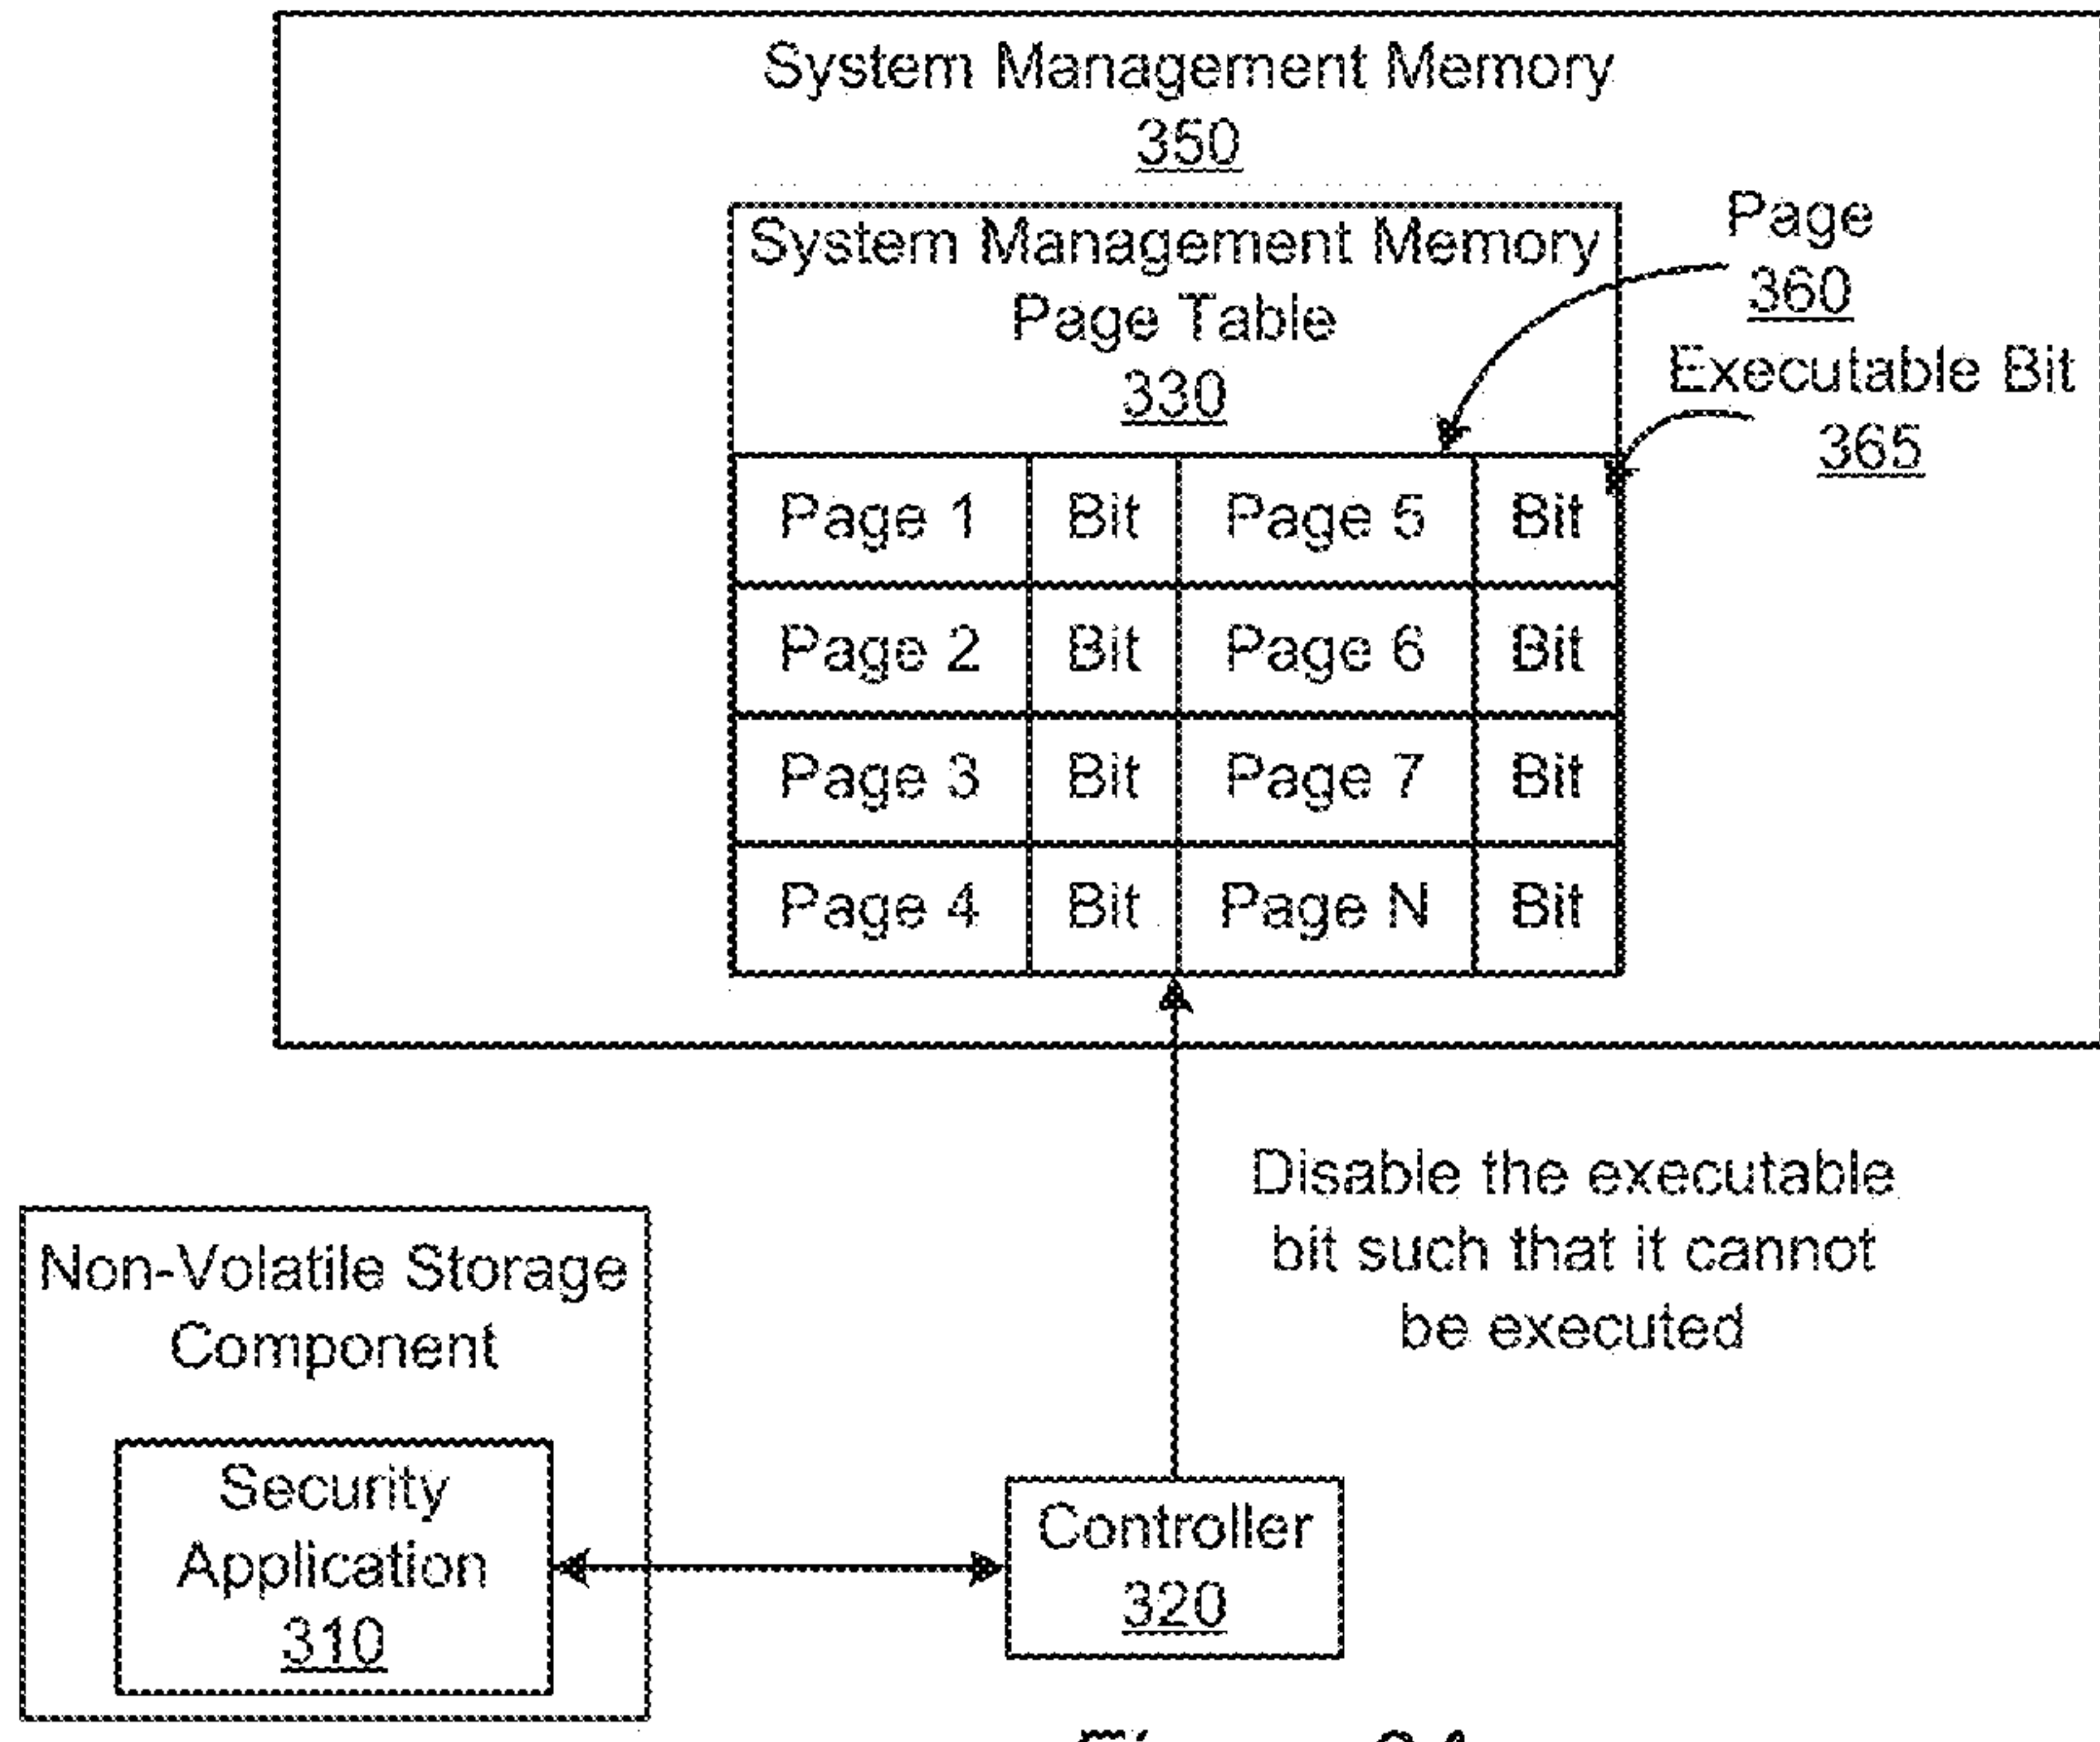 System Management Memory
350
System Management Memory
Page Table
330
Page
360
Executable Bit
365
Page 1 Bit Page 5 Bit
Page 2 Bit Page 6 Bit
Page 3 Bit Page 7 Bit
Page 4 Bit Page N Bit
Disable the executable
bit such that it cannot
be executed
Non-Volatile Storage
Component
Security
Application
310
Controller
320